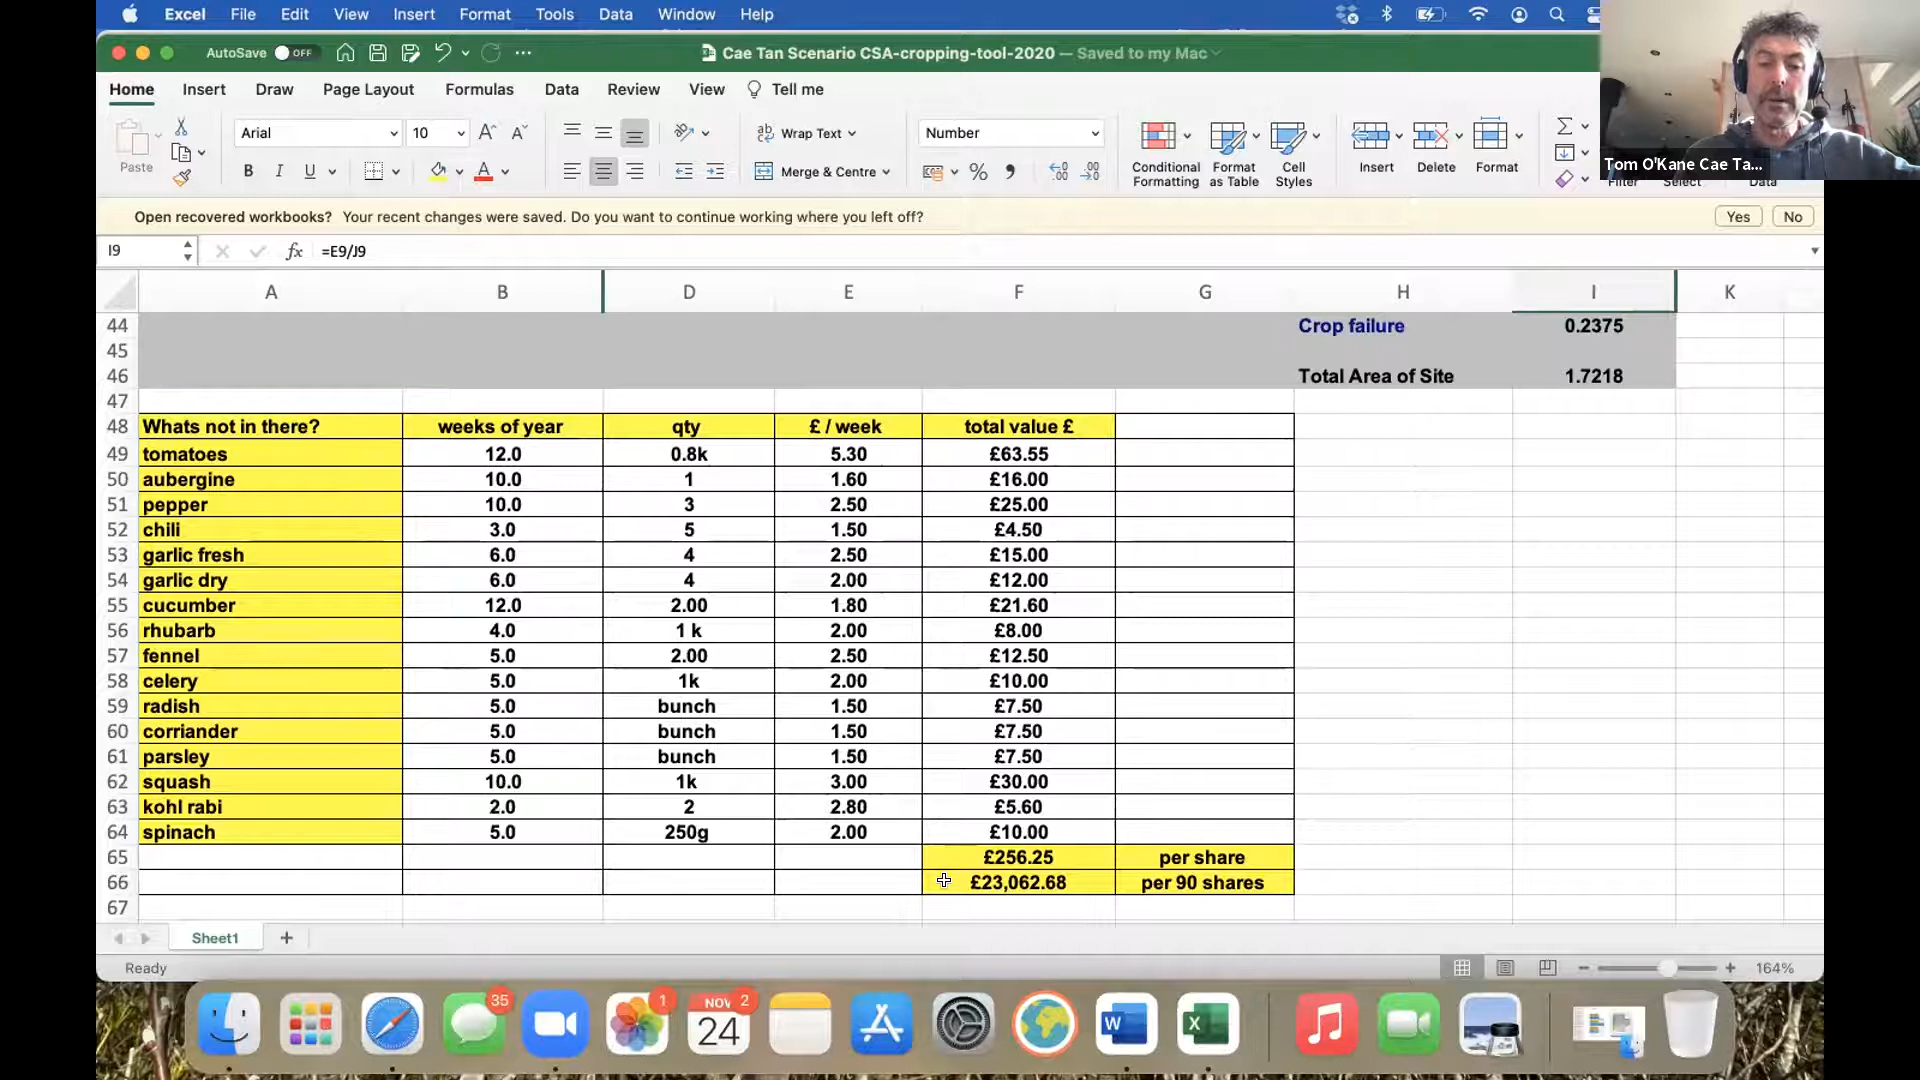 Excel File Edit View Insert Format Tools Data Window Help
AutoSave OFF ... Cae Tan Scenario CSA-cropping-tool-2020 — Saved to my Mac
Home Insert Draw Page Layout Formulas Data Review View Tell me
Paste Arial 10 A A Wrap Text Number
B I U A Merge & Centre % Conditional Formatting Format as Table Cell Styles Insert Delete Format
Tom O'Kane Cae Ta...
Open recovered workbooks? Your recent changes were saved. Do you want to continue working where you left off? Yes No
I9 fx =E9/J9
A B D E F G H I K
44 Crop failure 0.2375
45
46 Total Area of Site 1.7218
47
48 Whats not in there? weeks of year qty £ / week total value £
49 tomatoes 12.0 0.8k 5.30 £63.55
50 aubergine 10.0 1 1.60 £16.00
51 pepper 10.0 3 2.50 £25.00
52 chili 3.0 5 1.50 £4.50
53 garlic fresh 6.0 4 2.50 £15.00
54 garlic dry 6.0 4 2.00 £12.00
55 cucumber 12.0 2.00 1.80 £21.60
56 rhubarb 4.0 1 k 2.00 £8.00
57 fennel 5.0 2.00 2.50 £12.50
58 celery 5.0 1k 2.00 £10.00
59 radish 5.0 bunch 1.50 £7.50
60 corriander 5.0 bunch 1.50 £7.50
61 parsley 5.0 bunch 1.50 £7.50
62 squash 10.0 1k 3.00 £30.00
63 kohl rabi 2.0 2 2.80 £5.60
64 spinach 5.0 250g 2.00 £10.00
65 £256.25 per share
66 £23,062.68 per 90 shares
67
Sheet1 +
Ready 164%
35 1 NOV 2 24 W X